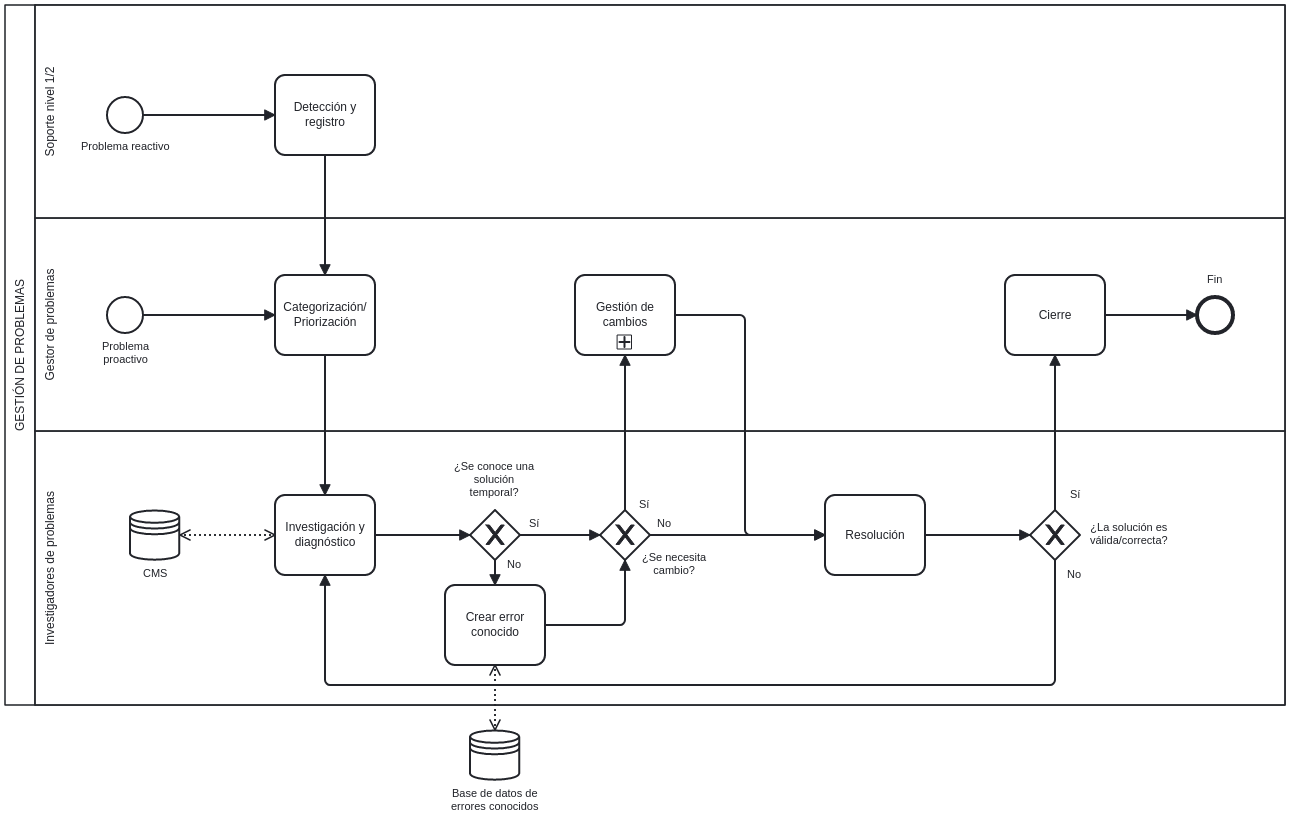 GESTIÓN DE PROBLEMAS
Soporte nivel 1/2
Problema reactivo
Detección y
registro
Gestor de problemas
Problema
proactivo
Categorización/
Priorización
Gestión de
cambios
Cierre
Fin
Investigadores de problemas
CMS
Investigación y
diagnóstico
¿Se conoce una
solución
temporal?
Sí
No
Crear error
conocido
Sí
No
¿Se necesita
cambio?
Resolución
Sí
¿La solución es
válida/correcta?
No
Base de datos de
errores conocidos